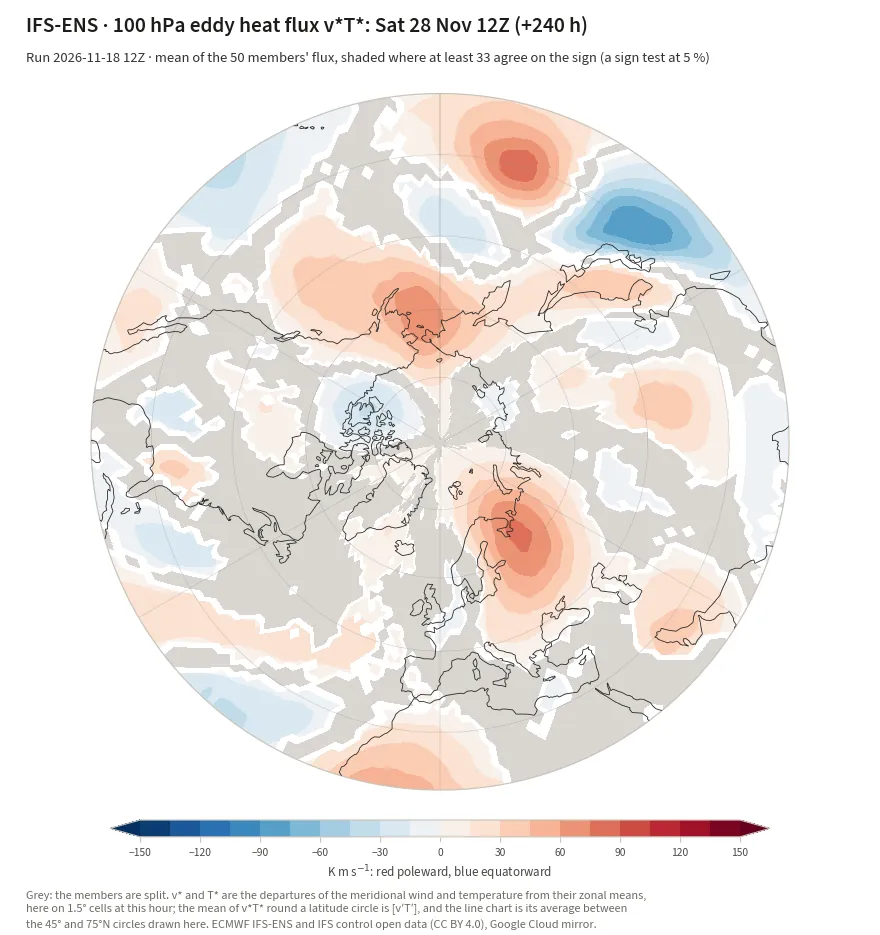 IFS-ENS · 100 hPa eddy heat flux v*T*: Sat 28 Nov 12Z (+240 h)
Run 2026-11-18 12Z · mean of the 50 members' flux, shaded where at least 33 agree on the sign (a sign test at 5 %)
−150 −120 −90 −60 −30 0 30 60 90 120 150
K m s⁻¹: red poleward, blue equatorward
Grey: the members are split. v* and T* are the departures of the meridional wind and temperature from their zonal means,
here on 1.5° cells at this hour; the mean of v*T* round a latitude circle is [v'T'], and the line chart is its average between
the 45° and 75°N circles drawn here. ECMWF IFS-ENS and IFS control open data (CC BY 4.0), Google Cloud mirror.